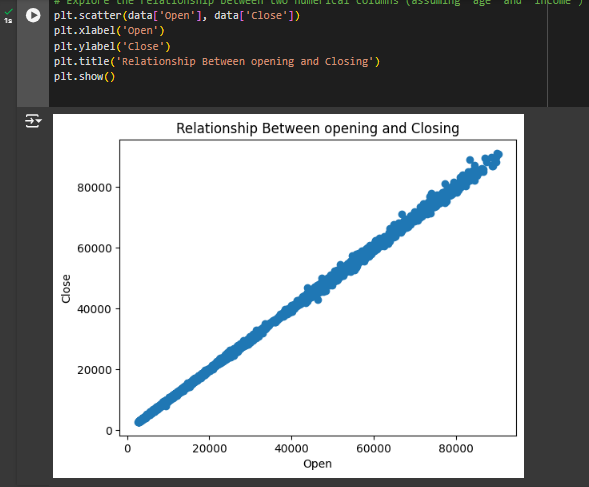 # Explore the relationship between two numerical columns (assuming 'age' and 'income')
1s
plt.scatter(data['Open'], data['Close'])
plt.xlabel('Open')
plt.ylabel('Close')
plt.title('Relationship Between opening and Closing')
plt.show()
Relationship Between opening and Closing
80000
60000
40000
20000
0
Close
0 20000 40000 60000 80000
Open